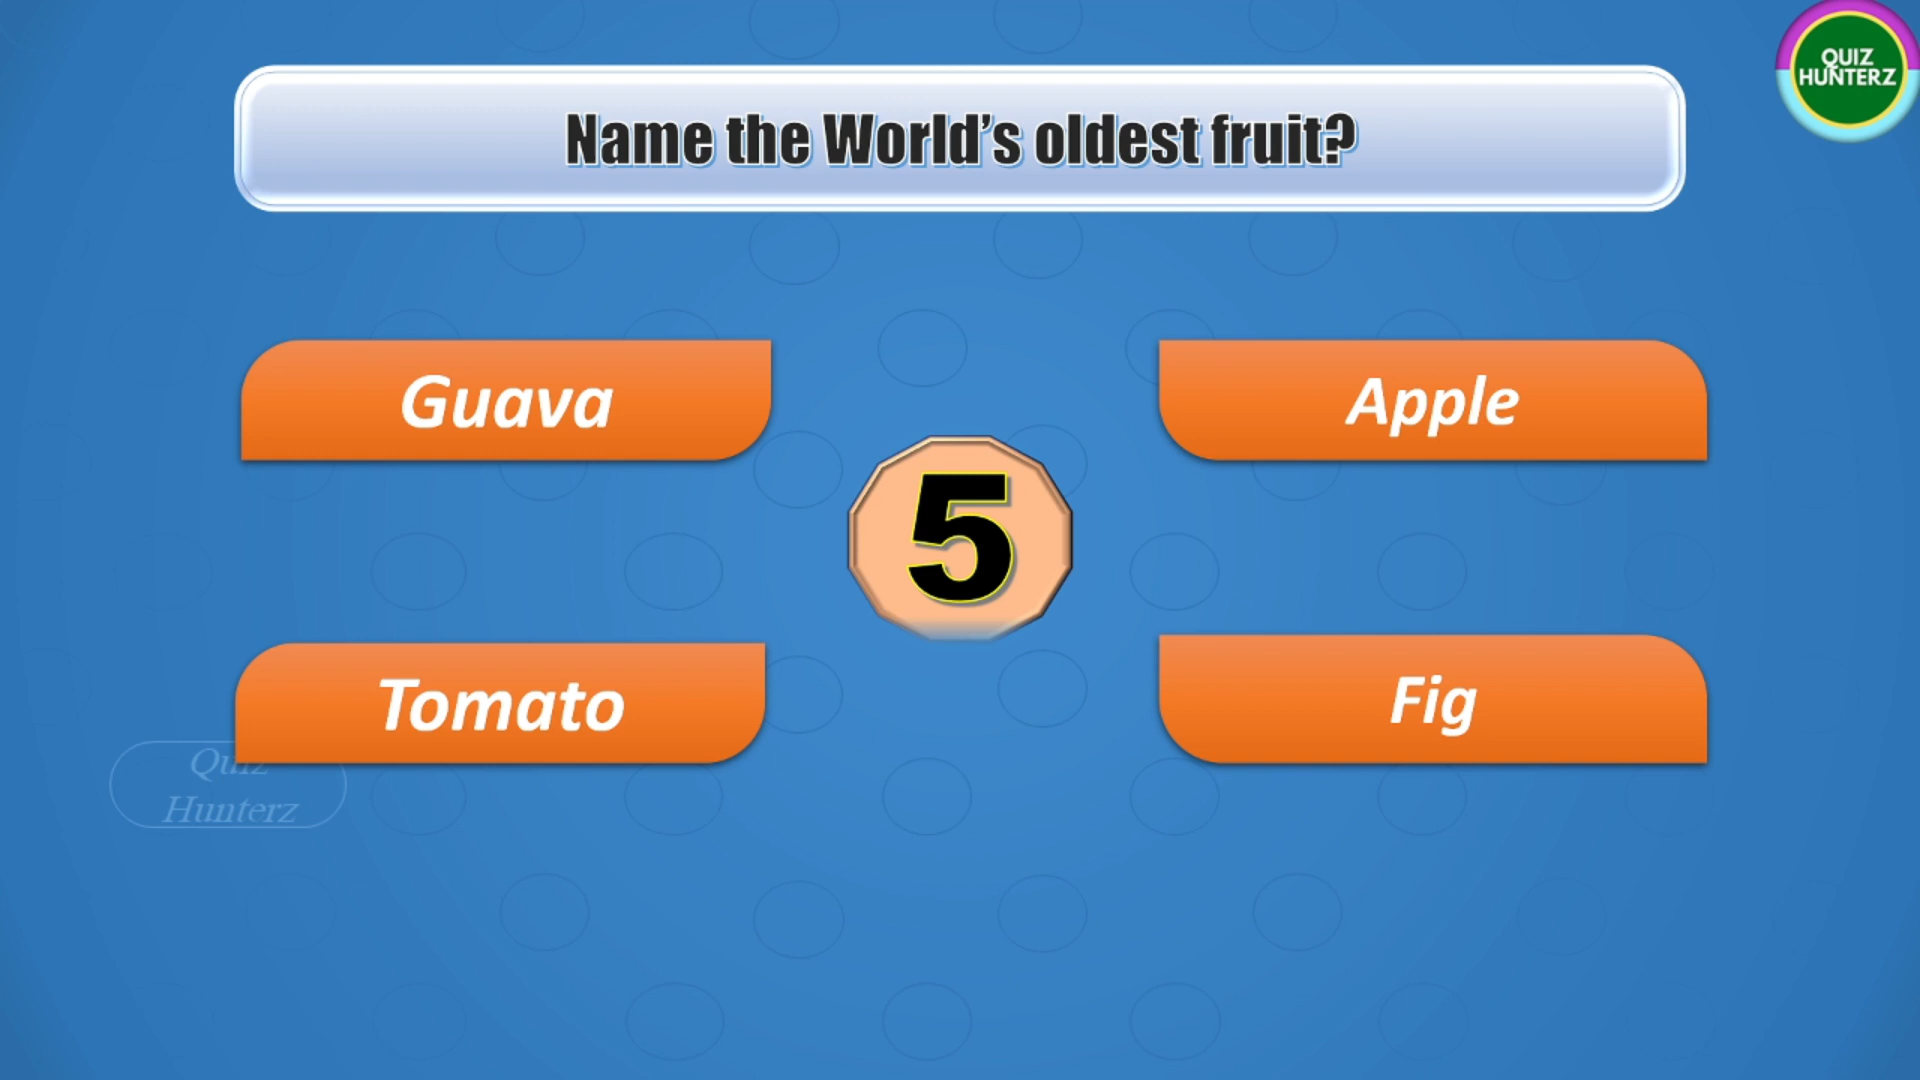 QUIZ
HUNTERZ
Name the World's oldest fruit?
Guava
Apple
5
Tomato
Fig
Quiz
Hunterz